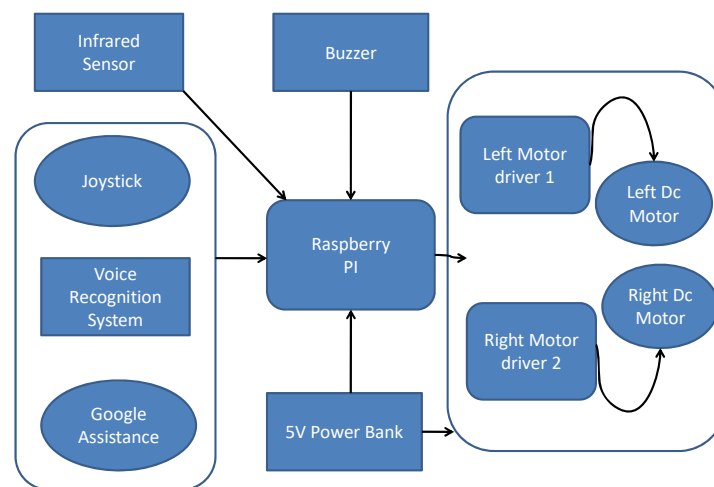 Infrared
Sensor
Buzzer
Joystick
Voice
Recognition
System
Google
Assistance
Raspberry
PI
5V Power Bank
Left Motor
driver 1
Left Dc
Motor
Right Dc
Motor
Right Motor
driver 2